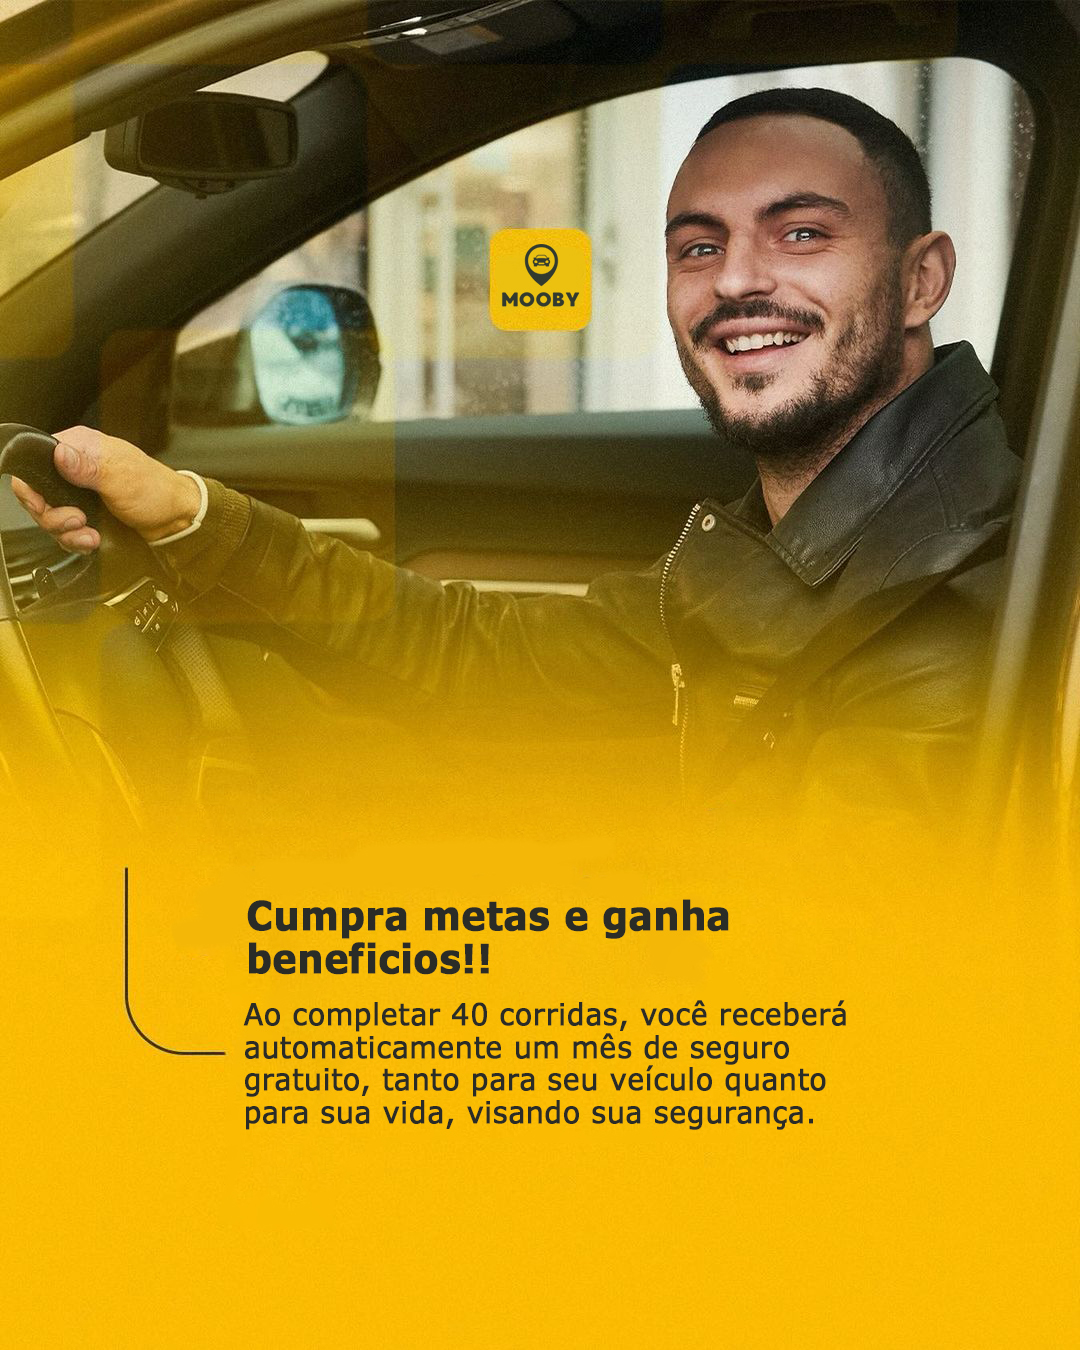 MOOBY
Cumpra metas e ganha
beneficios!!
Ao completar 40 corridas, você receberá
automaticamente um mês de seguro
gratuito, tanto para seu veículo quanto
para sua vida, visando sua segurança.